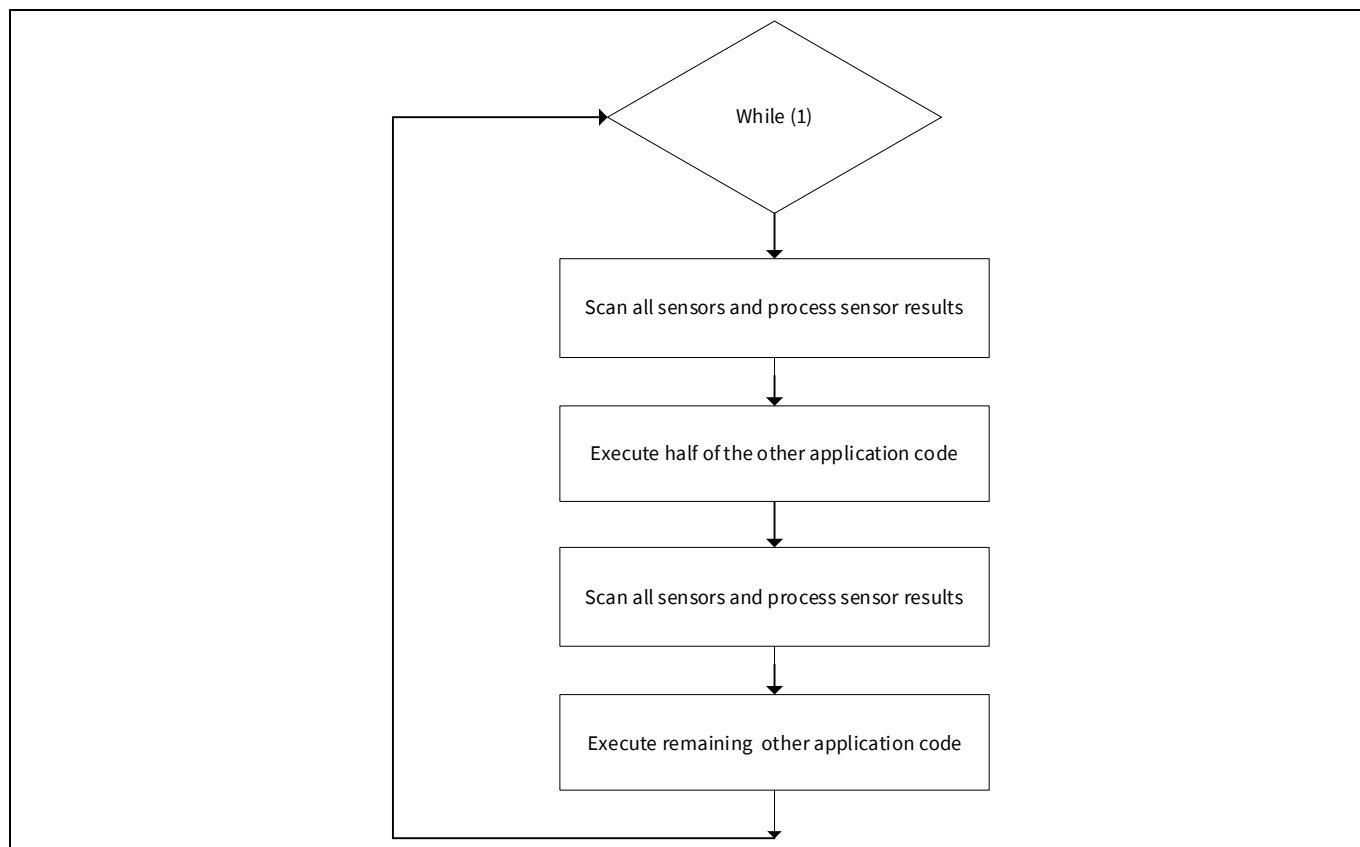 While (1)
Scan all sensors and process sensor results
Execute half of the other application code
Scan all sensors and process sensor results
Execute remaining other application code